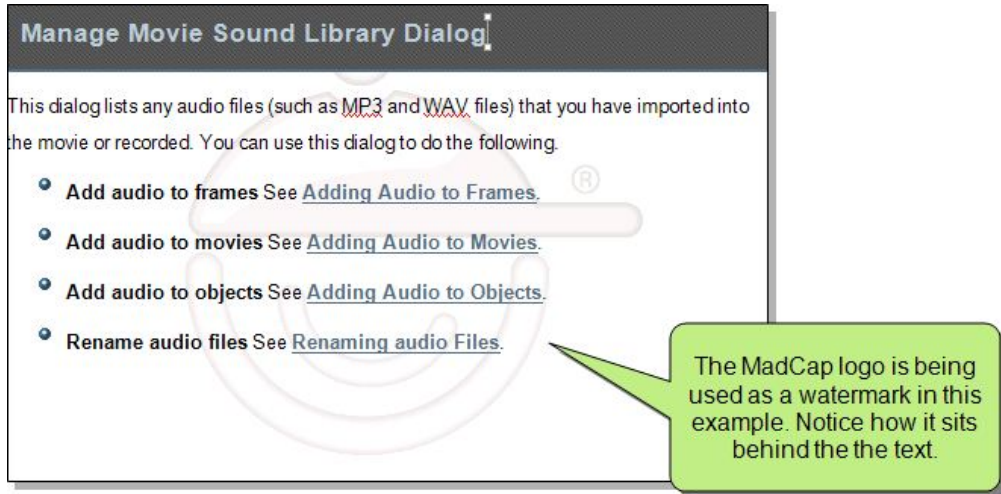 Manage Movie Sound Library Dialog
This dialog lists any audio files (such as MP3 and WAV files) that you have imported into
the movie or recorded. You can use this dialog to do the following.
Add audio to frames See Adding Audio to Frames.
Add audio to movies See Adding Audio to Movies.
Add audio to objects See Adding Audio to Objects.
Rename audio files See Renaming audio Files.
®
The MadCap logo is being
used as a watermark in this
example. Notice how it sits
behind the the text.